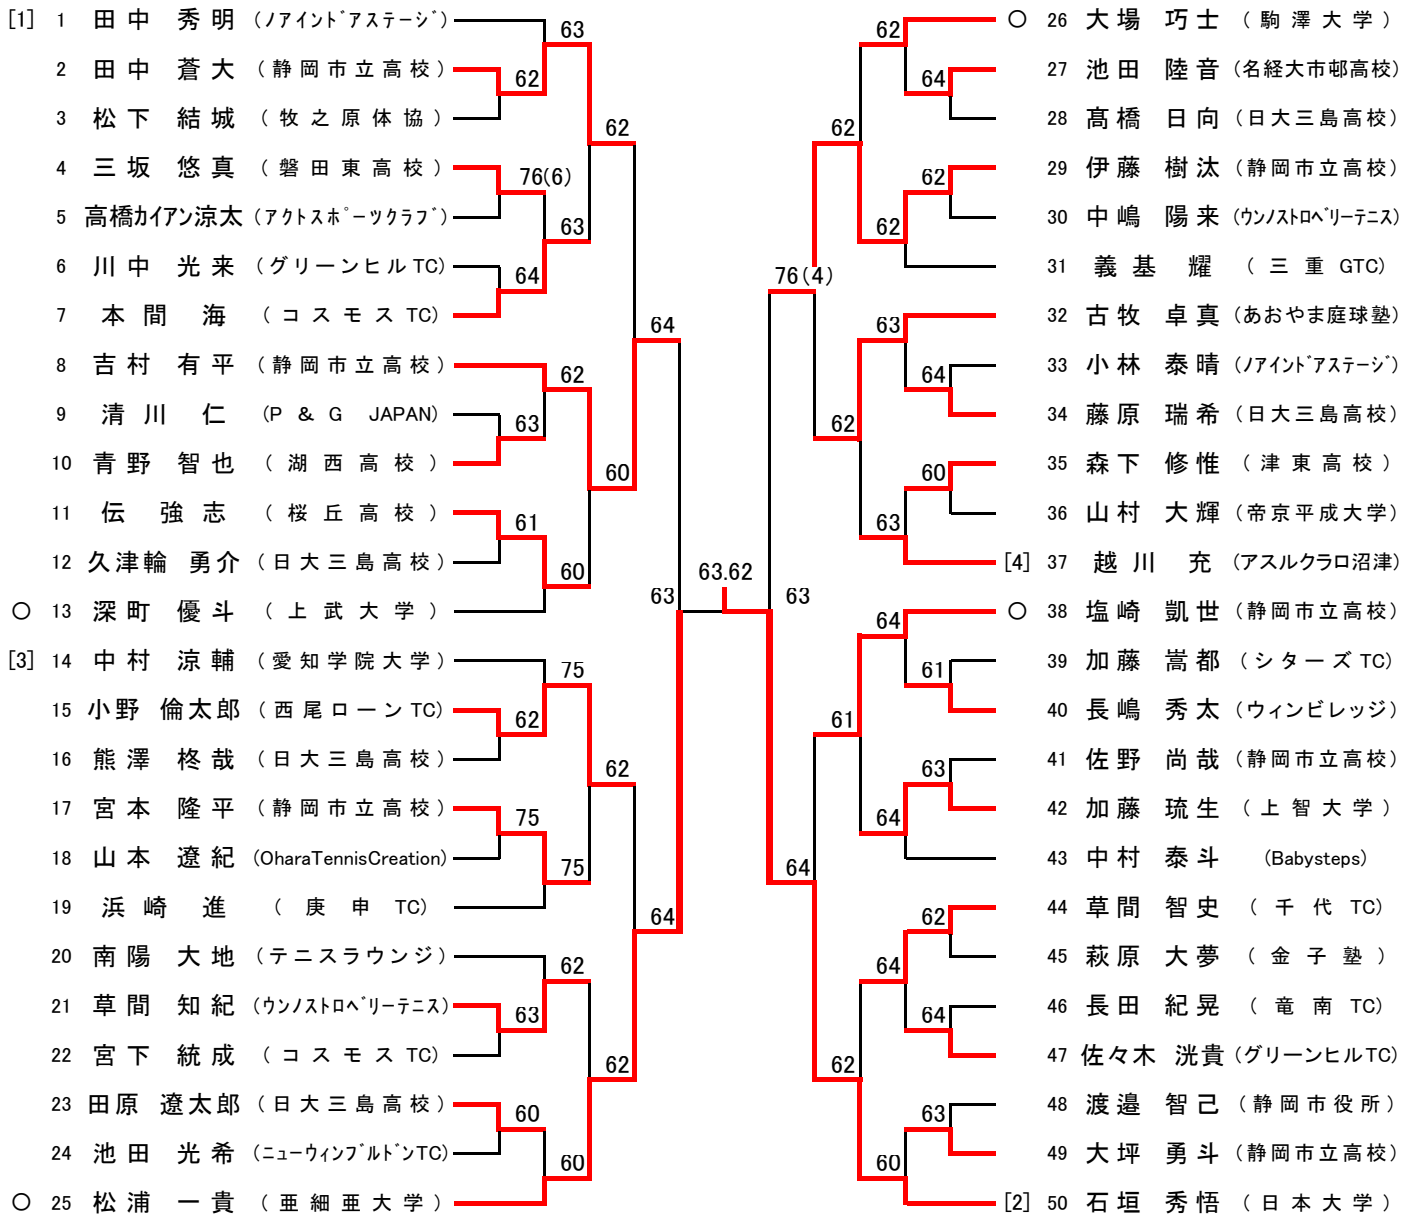 [1] 1 田中 秀明 (ノアインドアステージ)
2 田中 蒼大 (静岡市立高校)
3 松下 結城 (牧之原体協)
4 三坂 悠真 (磐田東高校)
5 高橋カイアン涼太 (アクトスポーツクラブ)
6 川中 光来 (グリーンヒルTC)
7 本間 海 (コスモスTC)
8 吉村 有平 (静岡市立高校)
9 清川 仁 (P & G JAPAN)
10 青野 智也 (湖西高校)
11 伝 強志 (桜丘高校)
12 久津輪 勇介 (日大三島高校)
○ 13 深町 優斗 (上武大学)
[3] 14 中村 涼輔 (愛知学院大学)
15 小野 倫太郎 (西尾ローンTC)
16 熊澤 柊哉 (日大三島高校)
17 宮本 隆平 (静岡市立高校)
18 山本 遼紀 (OharaTennisCreation)
19 浜崎 進 (庚申TC)
20 南陽 大地 (テニスラウンジ)
21 草間 知紀 (ウンノストロベリーテニス)
22 宮下 統成 (コスモスTC)
23 田原 遼太郎 (日大三島高校)
24 池田 光希 (ニューウィンブルドンTC)
○ 25 松浦 一貴 (亜細亜大学)
63
62
62
76(6)
63
64
64
62
63
60
61
60
63
75
62
62
75
75
64
62
63
62
60
60
63.62
○ 26 大場 巧士 (駒澤大学)
27 池田 陸音 (名経大市邨高校)
28 髙橋 日向 (日大三島高校)
29 伊藤 樹汰 (静岡市立高校)
30 中嶋 陽来 (ウンノストロベリーテニス)
31 義基 耀 (三重GTC)
32 古牧 卓真 (あおやま庭球塾)
33 小林 泰晴 (ノアインドアステージ)
34 藤原 瑞希 (日大三島高校)
35 森下 修惟 (津東高校)
36 山村 大輝 (帝京平成大学)
[4] 37 越川 充 (アスルクラロ沼津)
○ 38 塩崎 凱世 (静岡市立高校)
39 加藤 嵩都 (シターズTC)
40 長嶋 秀太 (ウィンビレッジ)
41 佐野 尚哉 (静岡市立高校)
42 加藤 琉生 (上智大学)
43 中村 泰斗 (Babysteps)
44 草間 智史 (千代TC)
45 萩原 大夢 (金子塾)
46 長田 紀晃 (竜南TC)
47 佐々木 洸貴 (グリーンヒルTC)
48 渡邉 智己 (静岡市役所)
49 大坪 勇斗 (静岡市立高校)
[2] 50 石垣 秀悟 (日本大学)
62
64
62
62
62
76(4)
63
64
62
60
63
63
64
61
61
63
64
64
62
64
64
62
63
60